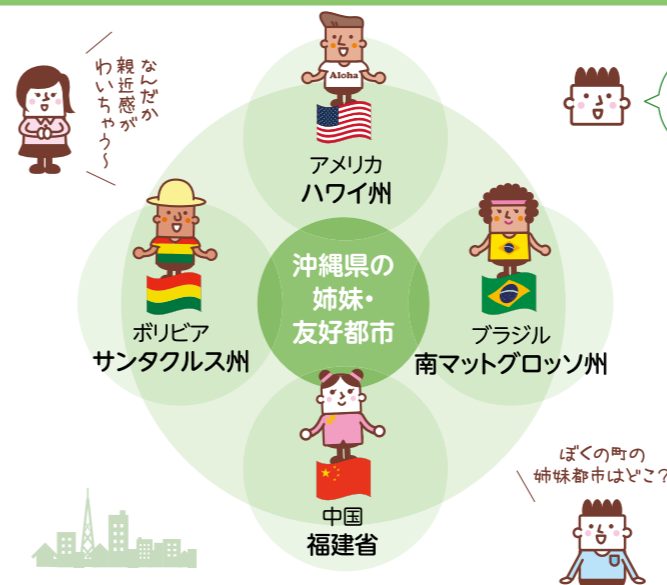 なんだか
親近感が
わいちゃう〜
Aloha
アメリカ
ハワイ州
沖縄県の
姉妹・
友好都市
ボリビア
サンタクルス州
ブラジル
南マットグロッソ州
中国
福建省
ぼくの町の
姉妹都市はどこ?